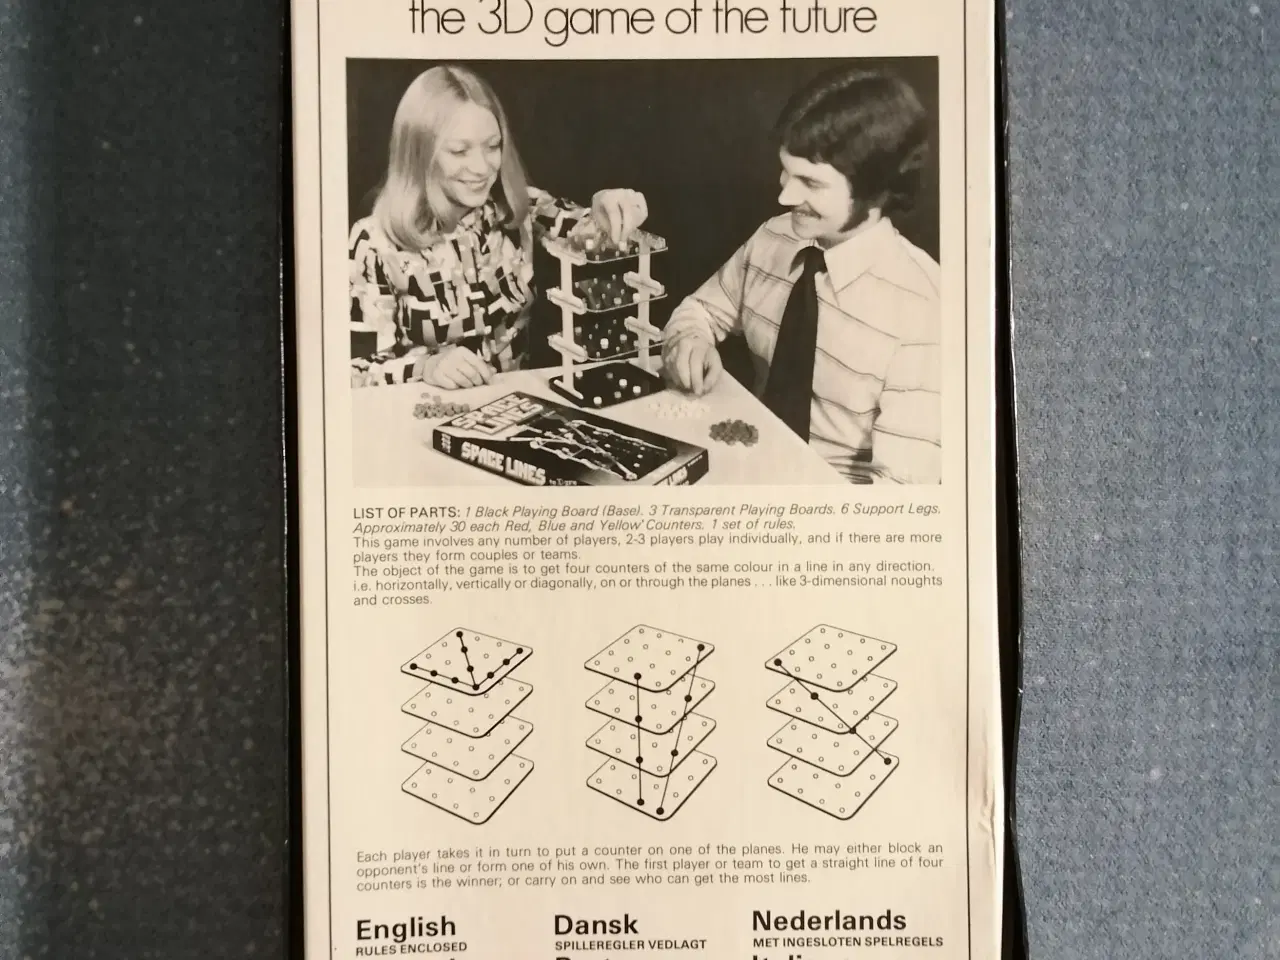 the 3D game of the future
SPACE LINES
SPACE LINES
LIST OF PARTS: 1 Black Playing Board (Base). 3 Transparent Playing Boards. 6 Support Legs.
Approximately 30 each Red, Blue and Yellow Counters. 1 set of rules.
This game involves any number of players, 2-3 players play individually, and if there are more
players they form couples or teams.
The object of the game is to get four counters of the same colour in a line in any direction.
i.e. horizontally, vertically or diagonally, on or through the planes . . . like 3-dimensional noughts
and crosses.
Each player takes it in turn to put a counter on one of the planes. He may either block an
opponent's line or form one of his own. The first player or team to get a straight line of four
counters is the winner; or carry on and see who can get the most lines.
English Dansk Nederlands
RULES ENCLOSED SPILLEREGLER VEDLAGT MET INGESLOTEN SPELREGELS